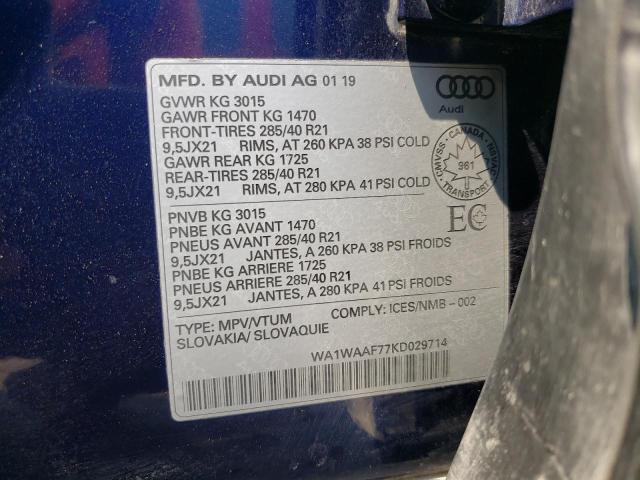 MFD. BY AUDI AG 01 19
Audi
GVWR KG 3015
GAWR FRONT KG 1470
FRONT-TIRES 285/40 R21
9,5JX21 RIMS, AT 260 KPA 38 PSI COLD
GAWR REAR KG 1725
REAR-TIRES 285/40 R21
9,5JX21 RIMS, AT 280 KPA 41 PSI COLD
CMVSS - CANADA - NSVAC
961
TRANSPORT
PNVB KG 3015
PNBE KG AVANT 1470
PNEUS AVANT 285/40 R21
9,5JX21 JANTES, A 260 KPA 38 PSI FROIDS
PNBE KG ARRIERE 1725
PNEUS ARRIERE 285/40 R21
9,5JX21 JANTES, A 280 KPA 41 PSI FROIDS
EC
TYPE: MPV/VTUM COMPLY: ICES/NMB-002
SLOVAKIA/ SLOVAQUIE
WA1WAAF77KD029714